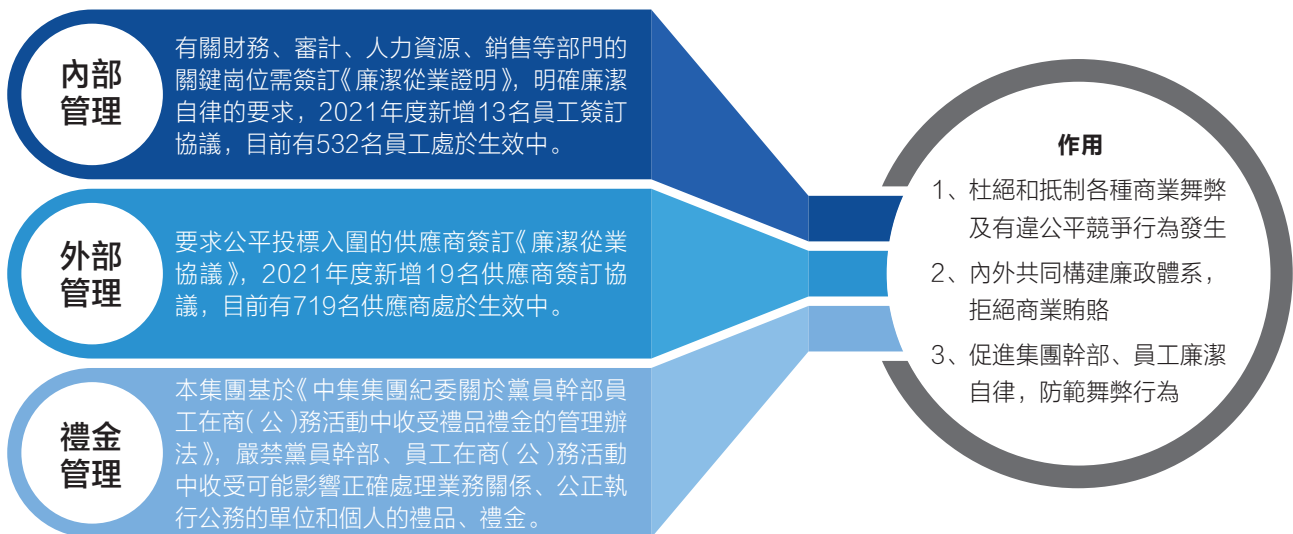 內部
管理
有關財務、審計、人力資源、銷售等部門的
關鍵崗位需簽訂《廉潔從業證明》，明確廉潔
自律的要求，2021年度新增13名員工簽訂
協議，目前有532名員工處於生效中。
外部
管理
要求公平投標入圍的供應商簽訂《廉潔從業
協議》，2021年度新增19名供應商簽訂協
議，目前有719名供應商處於生效中。
禮金
管理
本集團基於《中集集團紀委關於黨員幹部員
工在商(公)務活動中收受禮品禮金的管理辦
法》，嚴禁黨員幹部、員工在商(公)務活動
中收受可能影響正確處理業務關係、公正執
行公務的單位和個人的禮品、禮金。
作用
1、杜絕和抵制各種商業舞弊
及有違公平競爭行為發生
2、內外共同構建廉政體系，
拒絕商業賄賂
3、促進集團幹部、員工廉潔
自律，防範舞弊行為